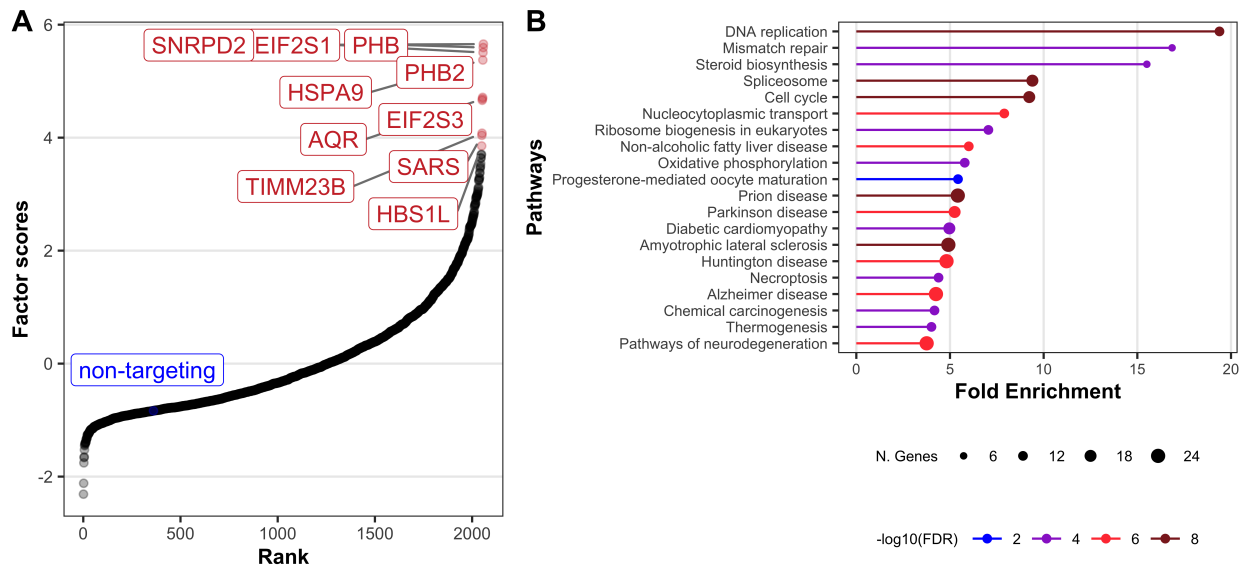 A
Factor scores
6
4
2
0
-2
SNRPD2
EIF2S1
PHB
PHB2
HSPA9
EIF2S3
AQR
SARS
TIMM23B
HBS1L
non-targeting
0
500
1000
1500
2000
Rank
B
Pathways
DNA replication
Mismatch repair
Steroid biosynthesis
Spliceosome
Cell cycle
Nucleocytoplasmic transport
Ribosome biogenesis in eukaryotes
Non-alcoholic fatty liver disease
Oxidative phosphorylation
Progesterone-mediated oocyte maturation
Prion disease
Parkinson disease
Diabetic cardiomyopathy
Amyotrophic lateral sclerosis
Huntington disease
Necroptosis
Alzheimer disease
Chemical carcinogenesis
Thermogenesis
Pathways of neurodegeneration
0
5
10
15
20
Fold Enrichment
N. Genes 6 12 18 24
-log10(FDR) 2 4 6 8